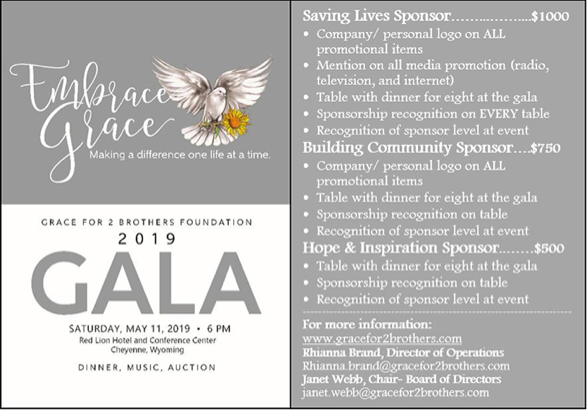 Embrace
Grace
Making a difference one life at a time.
GRACE FOR 2 BROTHERS FOUNDATION
2019
GALA
SATURDAY, MAY 11, 2019 • 6 PM
Red Lion Hotel and Conference Center
Cheyenne, Wyoming
DINNER, MUSIC, AUCTION
Saving Lives Sponsor…………………$1000
• Company/ personal logo on ALL
promotional items
• Mention on all media promotion (radio,
television, and internet)
• Table with dinner for eight at the gala
• Sponsorship recognition on EVERY table
• Recognition of sponsor level at event
Building Community Sponsor….$750
• Company/ personal logo on ALL
promotional items
• Table with dinner for eight at the gala
• Sponsorship recognition on table
• Recognition of sponsor level at event
Hope & Inspiration Sponsor……..$500
• Table with dinner for eight at the gala
• Sponsorship recognition on table
• Recognition of sponsor level at event
For more information:
www.gracefor2brothers.com
Rhianna Brand, Director of Operations
Rhianna.brand@gracefor2brothers.com
Janet Webb, Chair- Board of Directors
janet.webb@gracefor2brothers.com